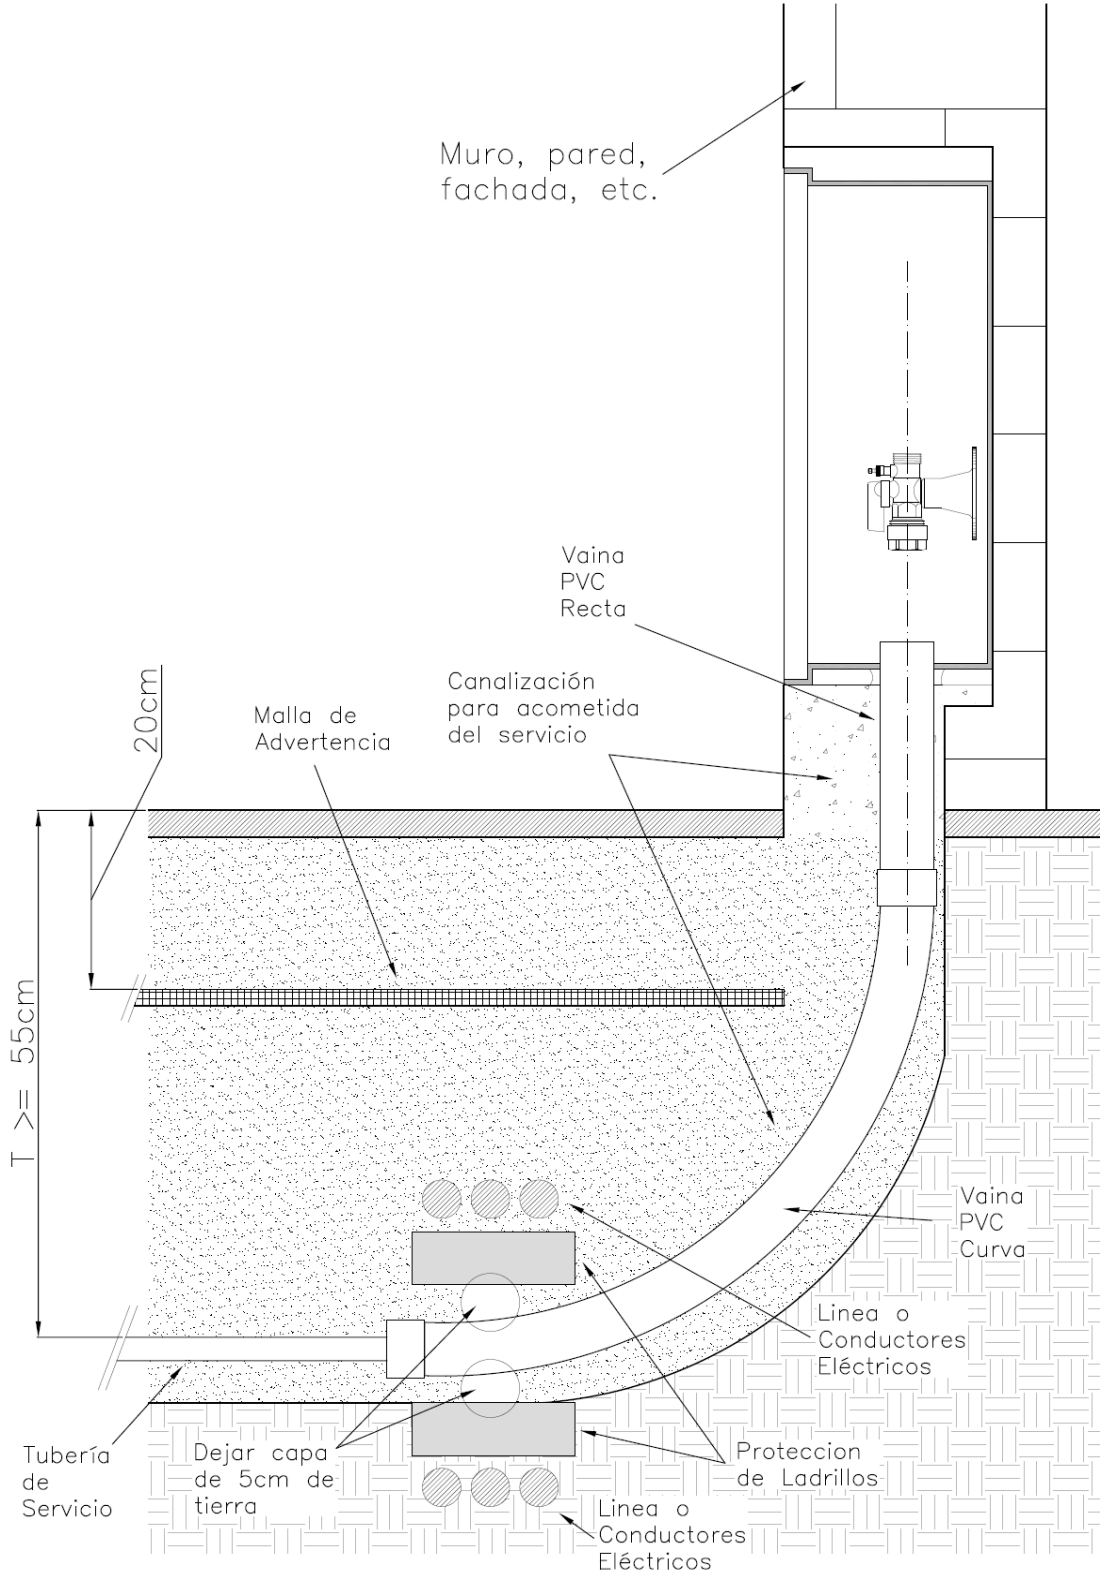 Muro, pared,
fachada, etc.
Vaina
PVC
Recta
Canalización
para acometida
del servicio
Malla de
Advertencia
20cm
T >= 55cm
Vaina
PVC
Curva
Linea o
Conductores
Eléctricos
Tubería
de
Servicio
Dejar capa
de 5cm de
tierra
Proteccion
de Ladrillos
Linea o
Conductores
Eléctricos